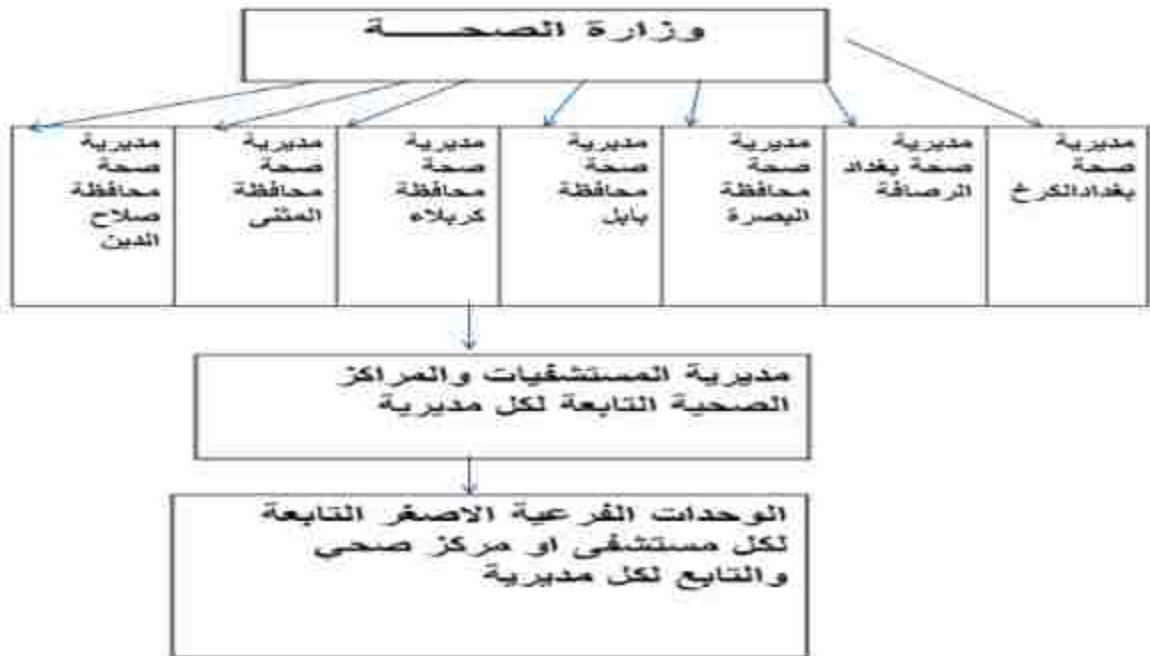 وزارة الصحـــــة
مديرية
صحة
بغدادالكرخ
مديرية
صحة بغداد
الرصافة
مديرية
صحة
محافظة
البصرة
مديرية
صحة
محافظة
بابل
مديرية
صحة
محافظة
كربلاء
مديرية
صحة
محافظة
المثنى
مديرية
صحة
محافظة
صلاح
الدين
مديرية المستشفيات والمراكز
الصحية التابعة لكل مديرية
الوحدات الفرعية الاصغر التابعة
لكل مستشفى او مركز صحي
والتابع لكل مديرية